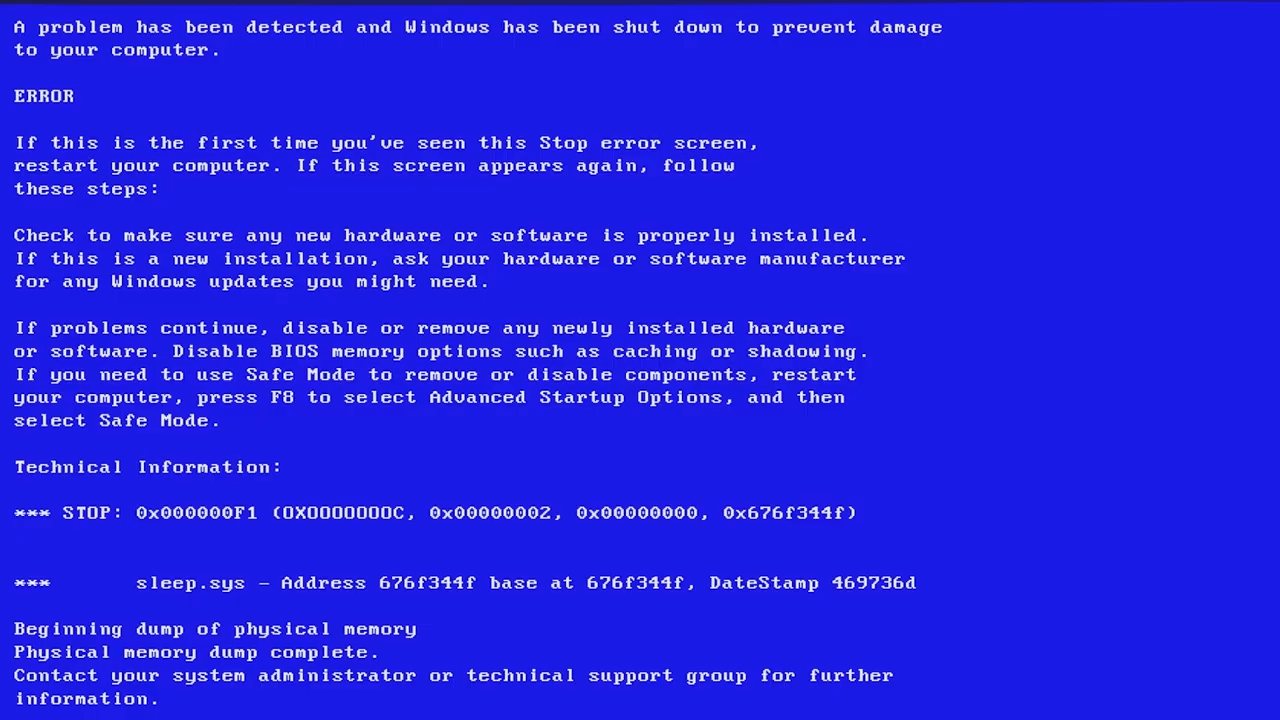 A problem has been detected and Windows has been shut down to prevent damage
to your computer.
ERROR
If this is the first time you've seen this Stop error screen,
restart your computer. If this screen appears again, follow
these steps:
Check to make sure any new hardware or software is properly installed.
If this is a new installation, ask your hardware or software manufacturer
for any Windows updates you might need.
If problems continue, disable or remove any newly installed hardware
or software. Disable BIOS memory options such as caching or shadowing.
If you need to use Safe Mode to remove or disable components, restart
your computer, press F8 to select Advanced Startup Options, and then
select Safe Mode.
Technical Information:
*** STOP: 0x000000F1 (0X0000000C, 0x00000002, 0x00000000, 0x676f344f)
*** sleep.sys - Address 676f344f base at 676f344f, DateStamp 469736d
Beginning dump of physical memory
Physical memory dump complete.
Contact your system administrator or technical support group for further
information.